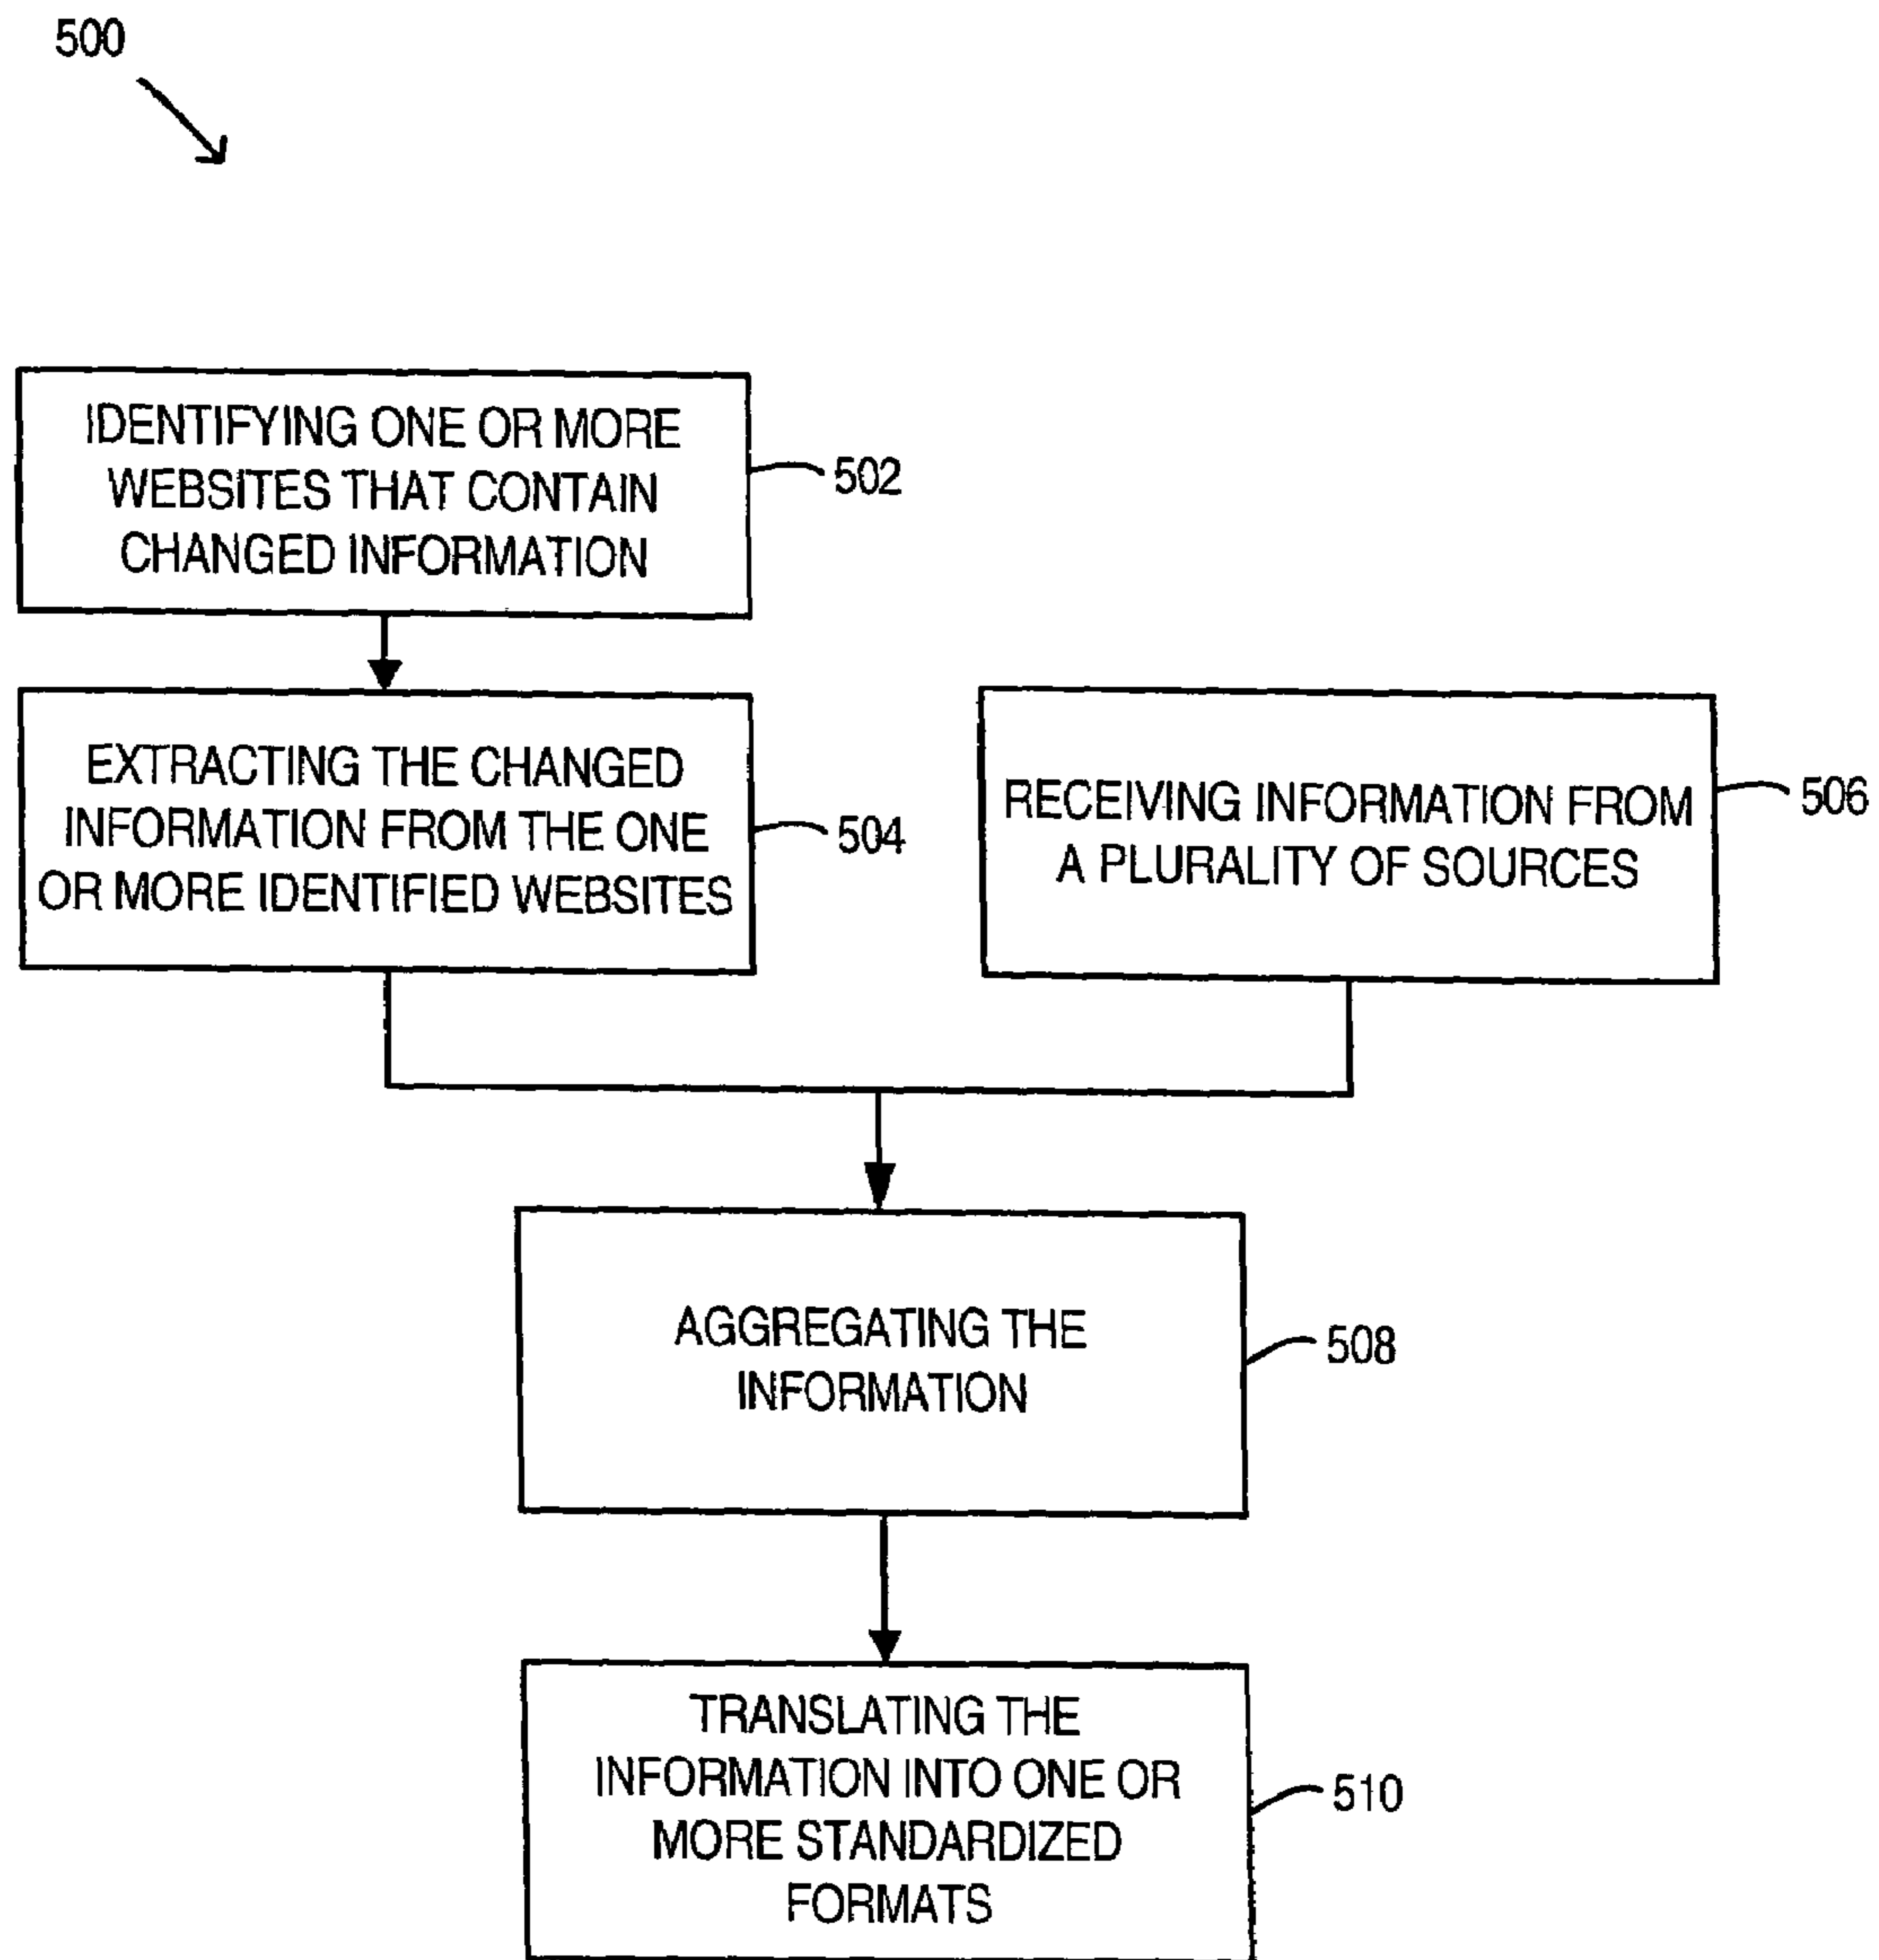 500
IDENTIFYING ONE OR MORE
WEBSITES THAT CONTAIN
CHANGED INFORMATION
502
EXTRACTING THE CHANGED
INFORMATION FROM THE ONE
OR MORE IDENTIFIED WEBSITES
504
RECEIVING INFORMATION FROM
A PLURALITY OF SOURCES
506
AGGREGATING THE
INFORMATION
508
TRANSLATING THE
INFORMATION INTO ONE OR
MORE STANDARDIZED
FORMATS
510